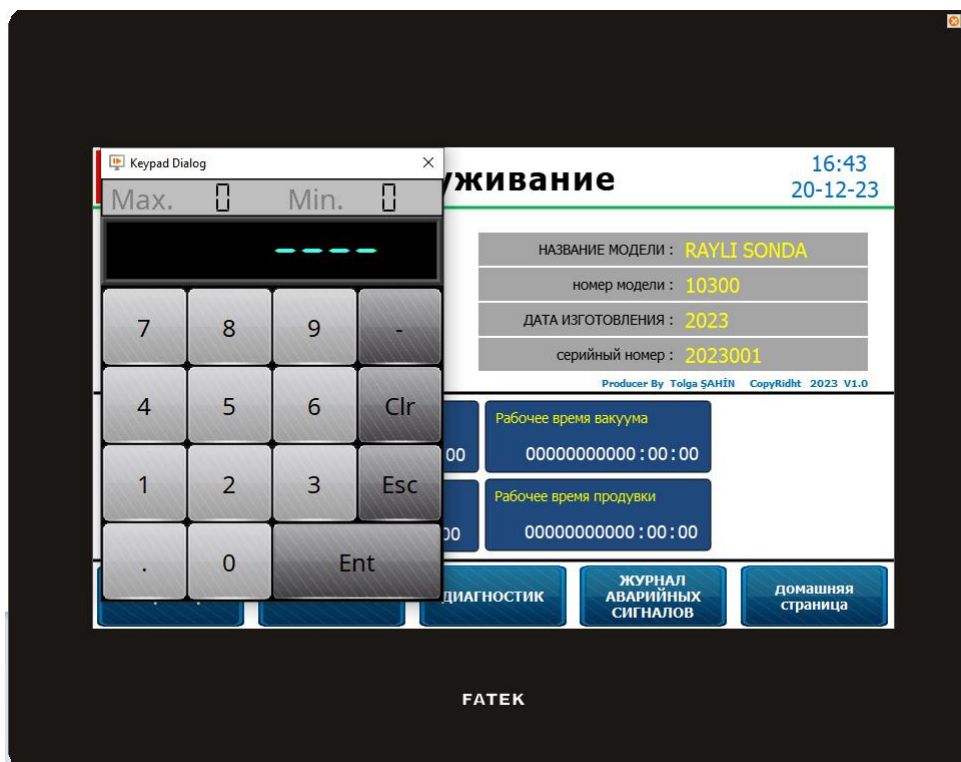 Keypad Dialog
Max. 0 Min. 0
----
7 8 9 -
4 5 6 Clr
1 2 3 Esc
. 0 Ent
уживание
16:43
20-12-23
НАЗВАНИЕ МОДЕЛИ : RAYLI SONDA
номер модели : 10300
ДАТА ИЗГОТОВЛЕНИЯ : 2023
серийный номер : 2023001
Producer By Tolga ŞAHİN CopyRidht 2023 V1.0
00
Рабочее время вакуума
00000000000:00:00
00
Рабочее время продувки
00000000000:00:00
ДИАГНОСТИК
ЖУРНАЛ
АВАРИЙНЫХ
СИГНАЛОВ
домашняя
страница
FATEK